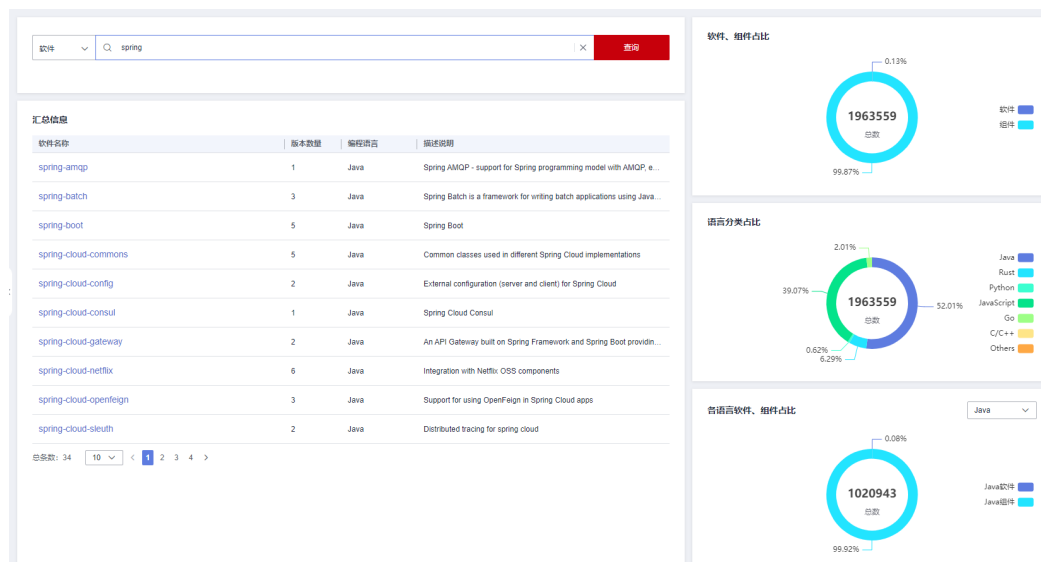 软件 spring 查询
汇总信息
软件名称 版本数量 编程语言 描述说明
spring-amqp 1 Java Spring AMQP - support for Spring programming model with AMQP, e...
spring-batch 3 Java Spring Batch is a framework for writing batch applications using Java...
spring-boot 5 Java Spring Boot
spring-cloud-commons 5 Java Common classes used in different Spring Cloud implementations
spring-cloud-config 2 Java External configuration (server and client) for Spring Cloud
spring-cloud-consul 1 Java Spring Cloud Consul
spring-cloud-gateway 2 Java An API Gateway built on Spring Framework and Spring Boot providin...
spring-cloud-netflix 6 Java Integration with Netflix OSS components
spring-cloud-openfeign 3 Java Support for using OpenFeign in Spring Cloud apps
spring-cloud-sleuth 2 Java Distributed tracing for spring cloud
总条数: 34 10 < 1 2 3 4 >
软件、组件占比
0.13%
1963559
总数
99.87%
软件
组件
语言分类占比
2.01%
39.07%
1963559
总数
52.01%
0.62%
6.29%
Java
Rust
Python
JavaScript
Go
C/C++
Others
各语言软件、组件占比 Java
0.08%
1020943
总数
99.92%
Java软件
Java组件